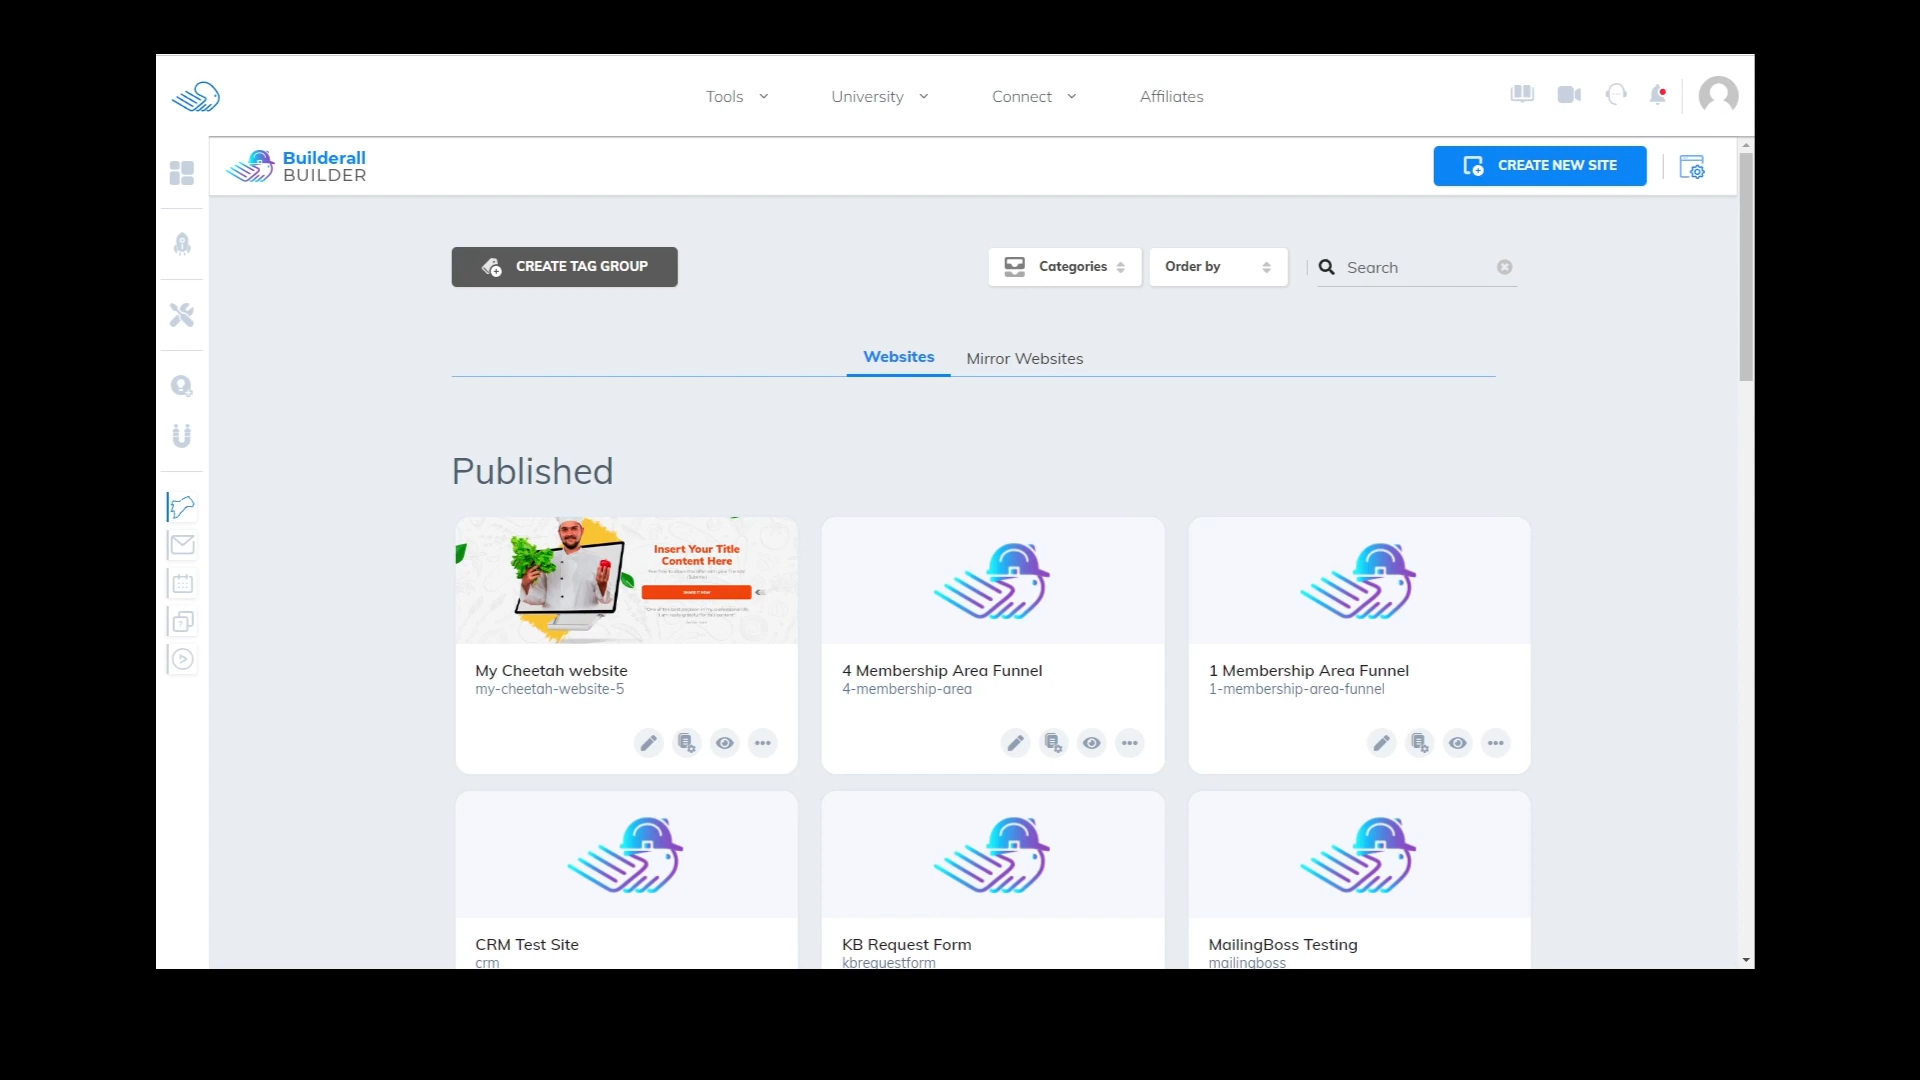 Tools
University
Connect
Affiliates
Builderall
BUILDER
CREATE NEW SITE
CREATE TAG GROUP
Categories
Order by
Search
Websites
Mirror Websites
Published
Insert Your Title
Content Here
My Cheetah website
my-cheetah-website-5
4 Membership Area Funnel
4-membership-area
1 Membership Area Funnel
1-membership-area-funnel
CRM Test Site
crm
KB Request Form
kbrequestform
MailingBoss Testing
mailingboss